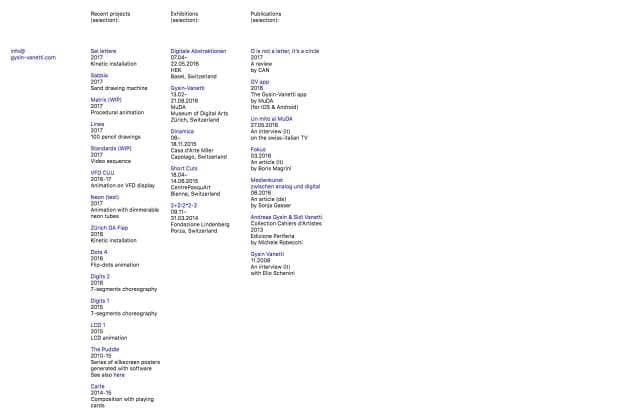 Recent projects
(selection):
Exhibitions
(selection):
Publications
(selection):
info@
gysin-vanetti.com
Sei lettere
2017
Kinetic installation
Sabbia
2017
Sand drawing machine
Matrix (WIP)
2017
Procedural animation
Linea
2017
100 pencil drawings
Standards (WIP)
2017
Video sequence
VFD CUU
2016-17
Animation on VFD display
Neon (test)
2017
Animation with dimmerable
neon tubes
Zürich DA Flap
2016
Kinetic installation
Dots 4
2016
Flip-dots animation
Digits 2
2016
7-segments choreography
Digits 1
2015
7-segments choreography
LCD 1
2015
LCD animation
The Puddle
2010-15
Series of silkscreen posters
generated with software
See also here
Carte
2014-15
Composition with playing
cards
Digitale Abstraktionen
07.04–
22.05.2016
HEK
Basel, Switzerland
Gysin-Vanetti
13.02–
21.08.2016
MuDA
Museum of Digital Arts
Zürich, Switzerland
Dinamica
06–
18.11.2015
Casa d'Arte Miler
Capolago, Switzerland
Short Cuts
18.04–
14.06.2015
CentrePasquArt
Bienne, Switzerland
2+2:2*2-2
09.11–
31.03.2014
Fondazione Lindenberg
Porza, Switzerland
O is not a letter, it's a circle
2017
A review
by CAN
GV app
2016
The Gysin-Vanetti app
by MuDA
(for iOS & Android)
Un mito al MuDA
27.05.2016
An interview (it)
on the swiss-italian TV
Fokus
03.2016
An article (it)
by Boris Magrini
Medienkunst
zwischen analog und digital
06.2016
An article (de)
by Sonja Gasser
Andreas Gysin & Sidi Vanetti
Collection Cahiers d'Artistes
2013
Edizione Periferia
by Michele Robecchi
Gysin Vanetti
11.2008
An interview (it)
with Elio Schenini